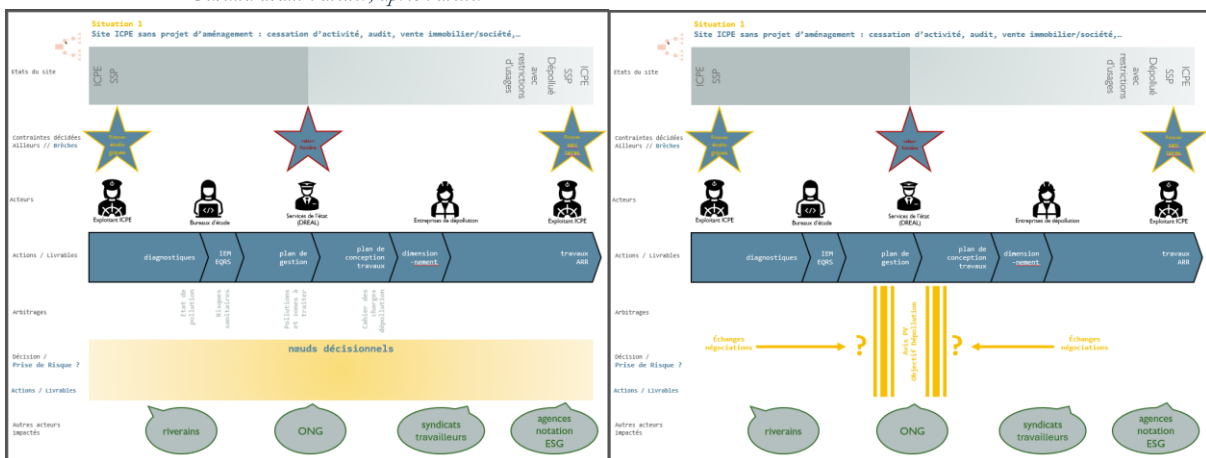 Situation 1
Site ICPE sans projet d’aménagement : cessation d’activité, audit, vente immobilier/société,…
Etats du site
ICPE
SSP
Dépollué
avec
restrictions
d'usages
ICPE
SSP
Contraintes décidées
Ailleurs // Brèches
Acteurs
Exploitant ICPE
Bureaux d'étude
Services de l'état
(DREAL)
Entreprises de dépollution
Exploitant ICPE
Actions / Livrables
diagnostiques
IEM
EQRS
plan de
gestion
plan de
conception
travaux
dimension
-nement
travaux
ARR
Arbitrages
Etat de
pollution
Risques
sanitaires
Pollutions
et zones à
traiter
Cahier des
charges
dépollution
Décision /
Prise de Risque ?
nœuds décisionnels
Actions / Livrables
Autres acteurs
impactés
riverains
ONG
syndicats
travailleurs
agences
notation
ESG
Situation 1
Site ICPE sans projet d’aménagement : cessation d’activité, audit, vente immobilier/société,…
Etats du site
ICPE
SSP
Dépollué
avec
restrictions
d'usages
ICPE
SSP
Contraintes décidées
Ailleurs // Brèches
Acteurs
Exploitant ICPE
Bureaux d'étude
Services de l'état
(DREAL)
Entreprises de dépollution
Exploitant ICPE
Actions / Livrables
diagnostiques
IEM
EQRS
plan de
gestion
plan de
conception
travaux
dimension
-nement
travaux
ARR
Arbitrages
Échanges
négociations
?
Avis PV
Objectif Dépollution
?
Échanges
négociations
Décision /
Prise de Risque ?
Actions / Livrables
Autres acteurs
impactés
riverains
ONG
syndicats
travailleurs
agences
notation
ESG